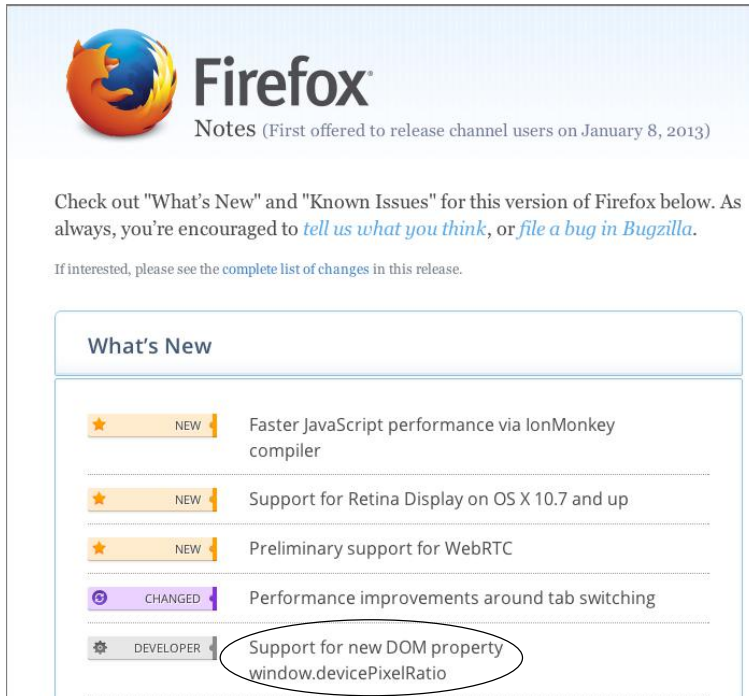 Firefox
Notes (First offered to release channel users on January 8, 2013)
Check out "What's New" and "Known Issues" for this version of Firefox below. As
always, you're encouraged to tell us what you think, or file a bug in Bugzilla.
If interested, please see the complete list of changes in this release.
What's New
NEW Faster JavaScript performance via IonMonkey
compiler
NEW Support for Retina Display on OS X 10.7 and up
NEW Preliminary support for WebRTC
CHANGED Performance improvements around tab switching
DEVELOPER Support for new DOM property
window.devicePixelRatio